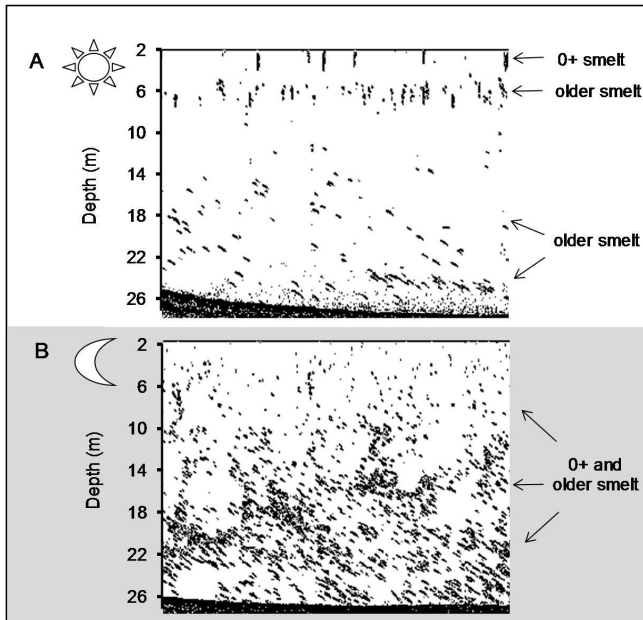 A
2
6
10
14
18
22
26
Depth (m)
0+ smelt
older smelt
older smelt
B
2
6
10
14
18
22
26
Depth (m)
0+ and
older smelt